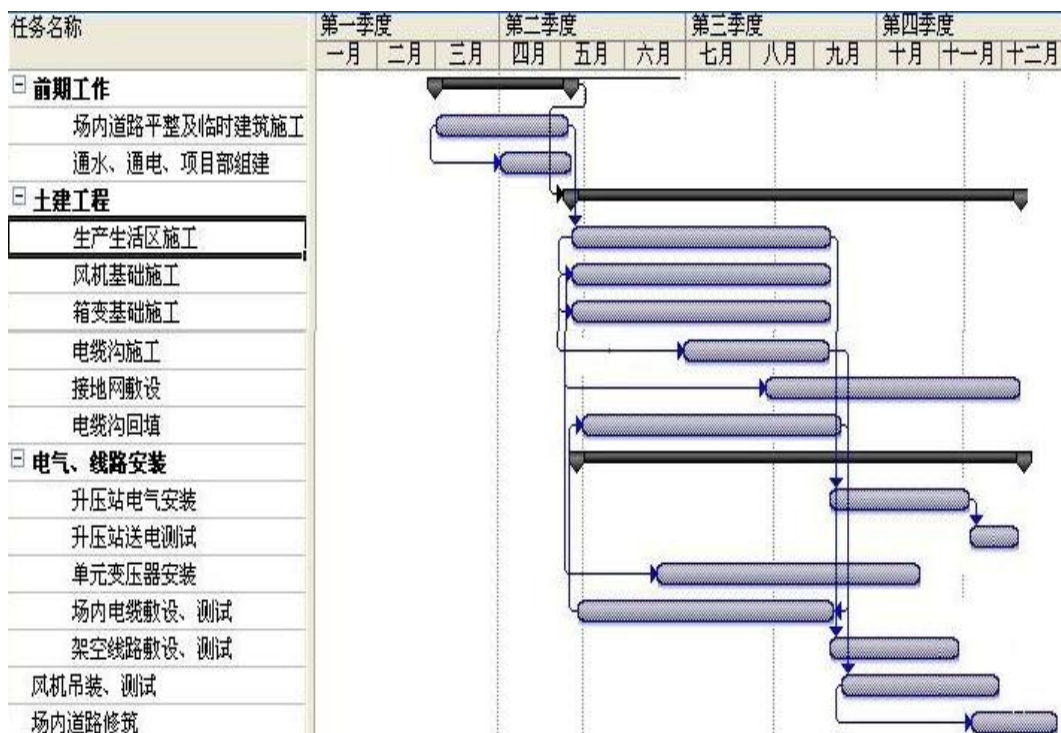 任务名称
第一季度 第二季度 第三季度 第四季度
一月 二月 三月 四月 五月 六月 七月 八月 九月 十月 十一月 十二月
前期工作
场内道路平整及临时建筑施工
通水、通电、项目部组建
土建工程
生产生活区施工
风机基础施工
箱变基础施工
电缆沟施工
接地网敷设
电缆沟回填
电气、线路安装
升压站电气安装
升压站送电测试
单元变压器安装
场内电缆敷设、测试
架空线路敷设、测试
风机吊装、测试
场内道路修筑